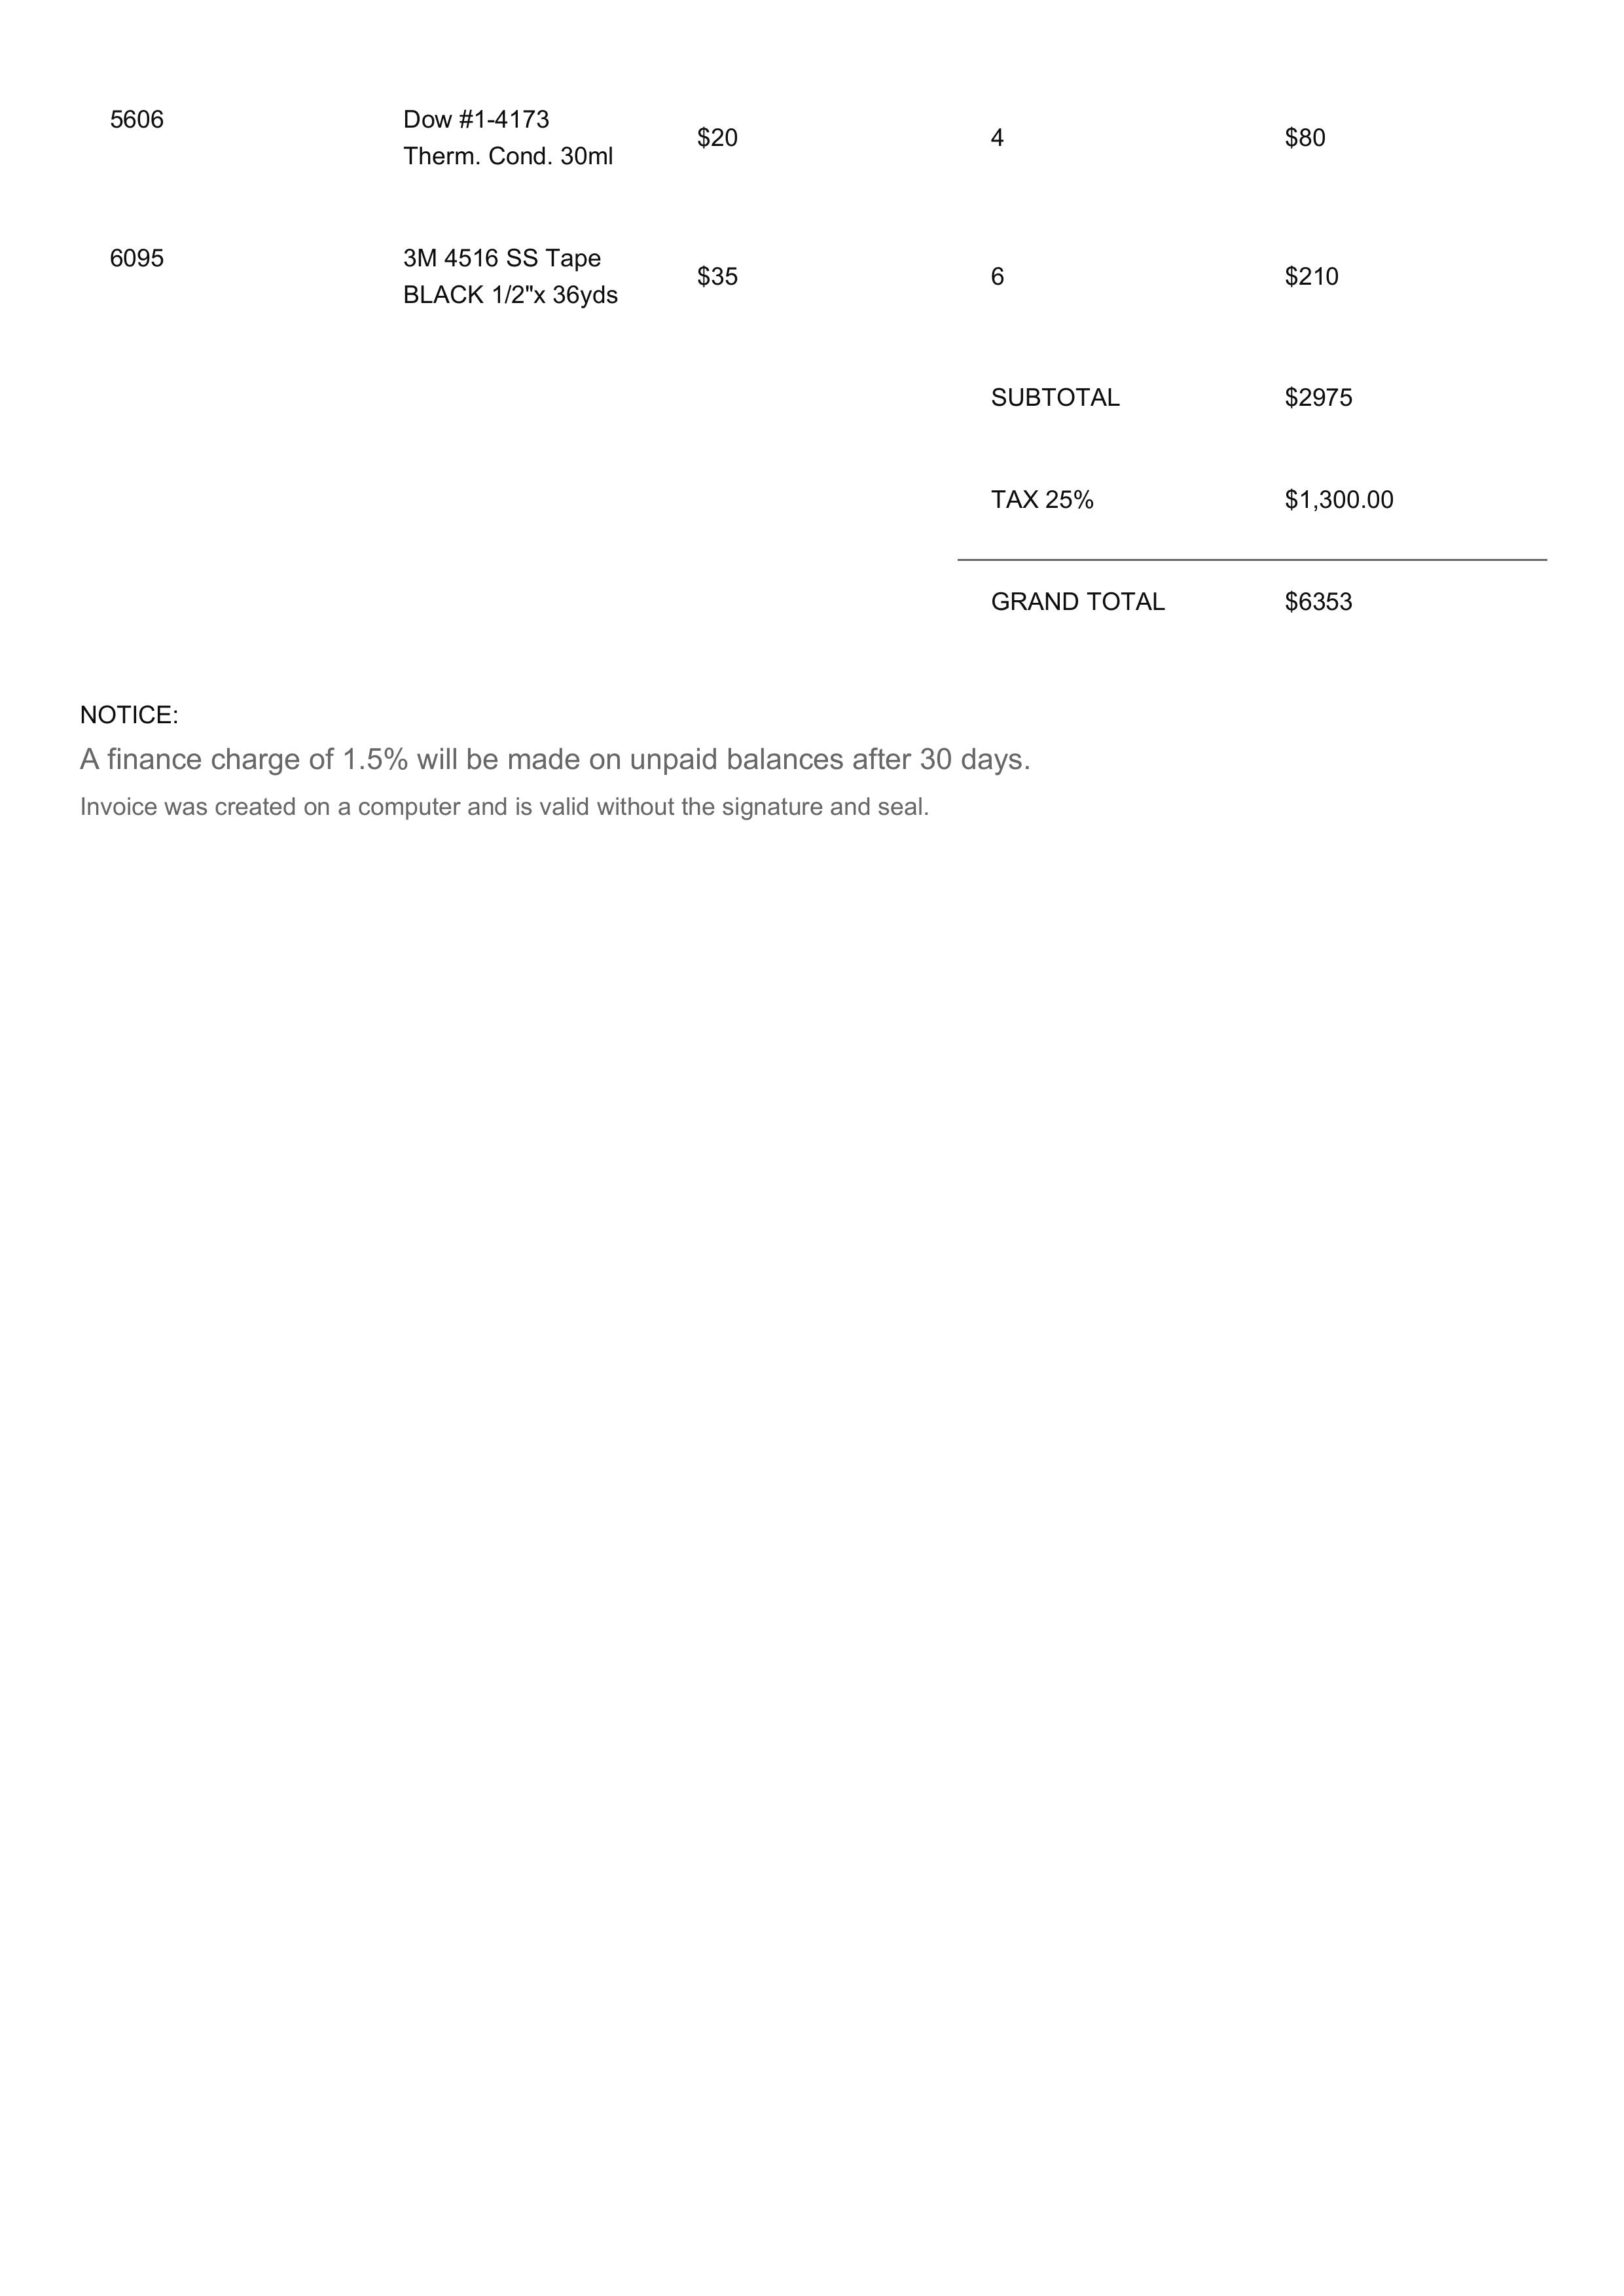 5606 Dow #1-4173 Therm. Cond. 30ml $20 4 $80
6095 3M 4516 SS Tape BLACK 1/2"x 36yds $35 6 $210
SUBTOTAL $2975
TAX 25% $1,300.00
GRAND TOTAL $6353
NOTICE:
A finance charge of 1.5% will be made on unpaid balances after 30 days.
Invoice was created on a computer and is valid without the signature and seal.